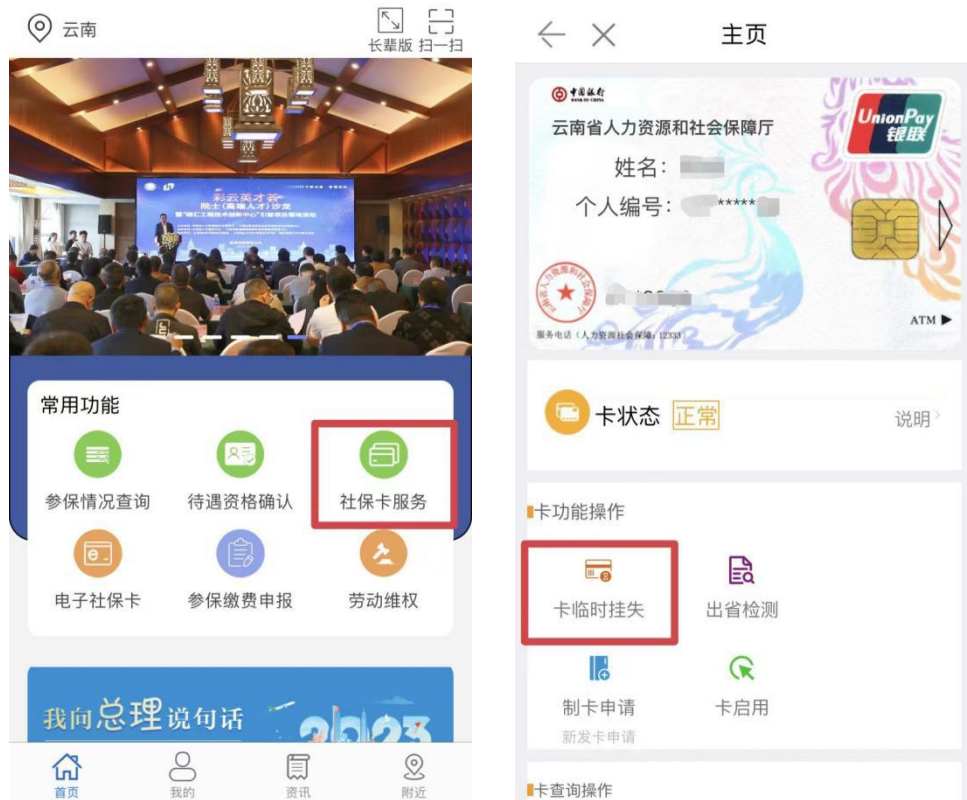 云南
长辈版 扫一扫
彩云英才荟
院士(高端人才)沙龙
常用功能
参保情况查询 待遇资格确认 社保卡服务
电子社保卡 参保缴费申报 劳动维权
我向总理说句话
2023
首页 我的 资讯 附近
主页
中国银行
BANK OF CHINA
云南省人力资源和社会保障厅
UnionPay
银联
姓名：
个人编号： *****
服务电话（人力资源社会保障：12333）
ATM
卡状态 正常 说明
卡功能操作
卡临时挂失 出省检测
制卡申请 卡启用
新发卡申请
卡查询操作